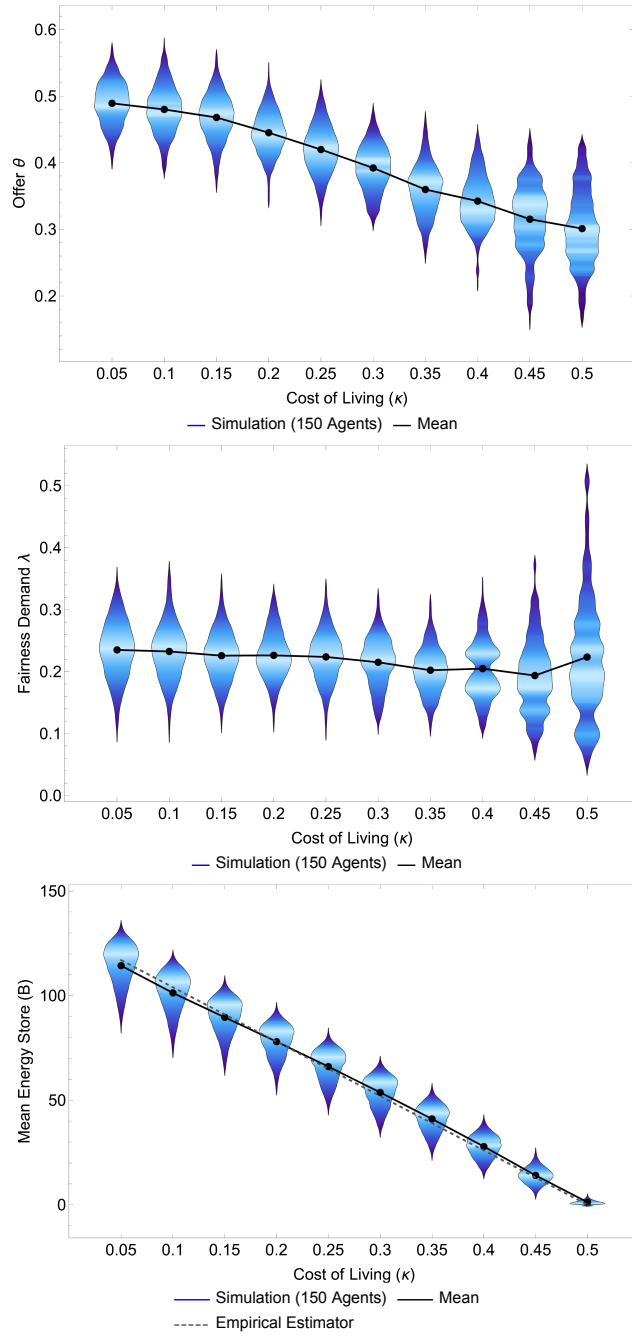 0.6
0.5
0.4
0.3
0.2
Offer θ
0.05 0.1 0.15 0.2 0.25 0.3 0.35 0.4 0.45 0.5
Cost of Living (κ)
Simulation (150 Agents) Mean
0.5
0.4
0.3
0.2
0.1
0.0
Fairness Demand λ
0.05 0.1 0.15 0.2 0.25 0.3 0.35 0.4 0.45 0.5
Cost of Living (κ)
Simulation (150 Agents) Mean
150
100
50
0
Mean Energy Store (B)
0.05 0.1 0.15 0.2 0.25 0.3 0.35 0.4 0.45 0.5
Cost of Living (κ)
Simulation (150 Agents) Mean
Empirical Estimator